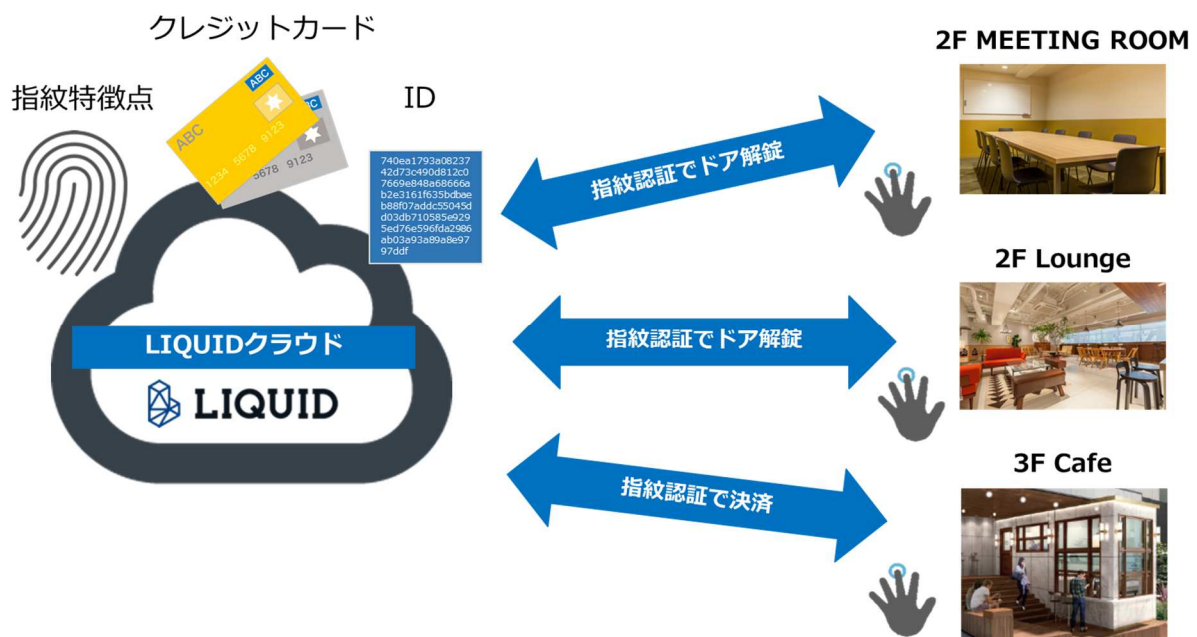 クレジットカード
指紋特徴点
ID
ABC
ABC
1234 5678 9123
5678 9123
740ea1793a08237
42d73c490d812c0
7669e848a68666a
b2e3161f635bdbae
b88f07addc55045d
d03db710585e929
5ed76e596fda2986
ab03a93a89a8e97
97ddf
LIQUIDクラウド
LIQUID
指紋認証でドア解錠
指紋認証でドア解錠
指紋認証で決済
2F MEETING ROOM
2F Lounge
3F Cafe